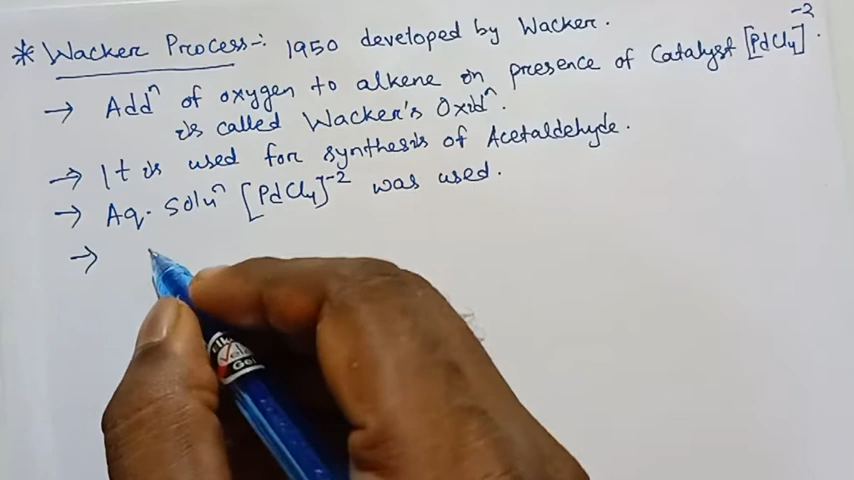 * Wacker Process-: 1950 developed by Wacker.
→ Addⁿ of oxygen to alkene in presence of Catalyst [PdCl4]⁻².
is called Wacker's Oxidⁿ.
→ It is used for synthesis of Acetaldehyde.
→ Aq. Soluⁿ [PdCl4]⁻² was used.
→